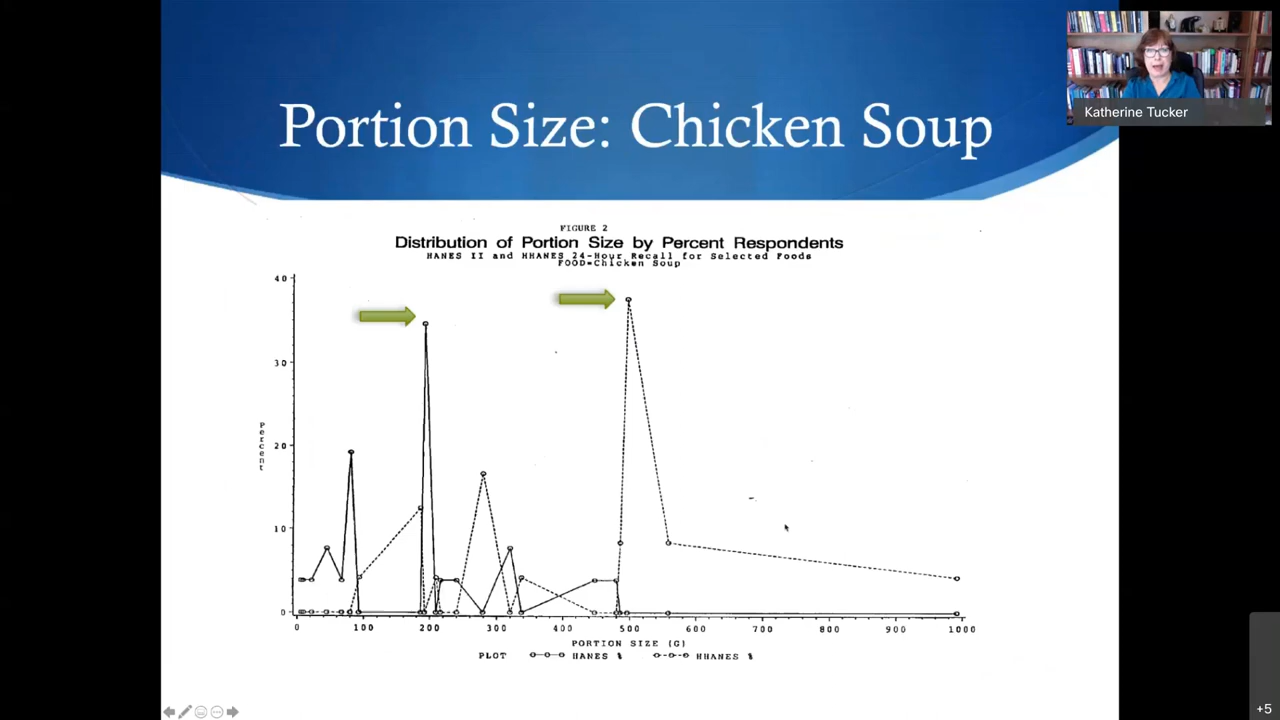 Portion Size: Chicken Soup
Katherine Tucker
FIGURE 2
Distribution of Portion Size by Percent Respondents
HANES II and HHANES 24-Hour Recall for Selected Foods
FOOD=Chicken Soup
40
30
20
10
0
Percent
0 100 200 300 400 500 600 700 800 900 1000
PORTION SIZE (G)
PLOT HANES % HHANES %
+5